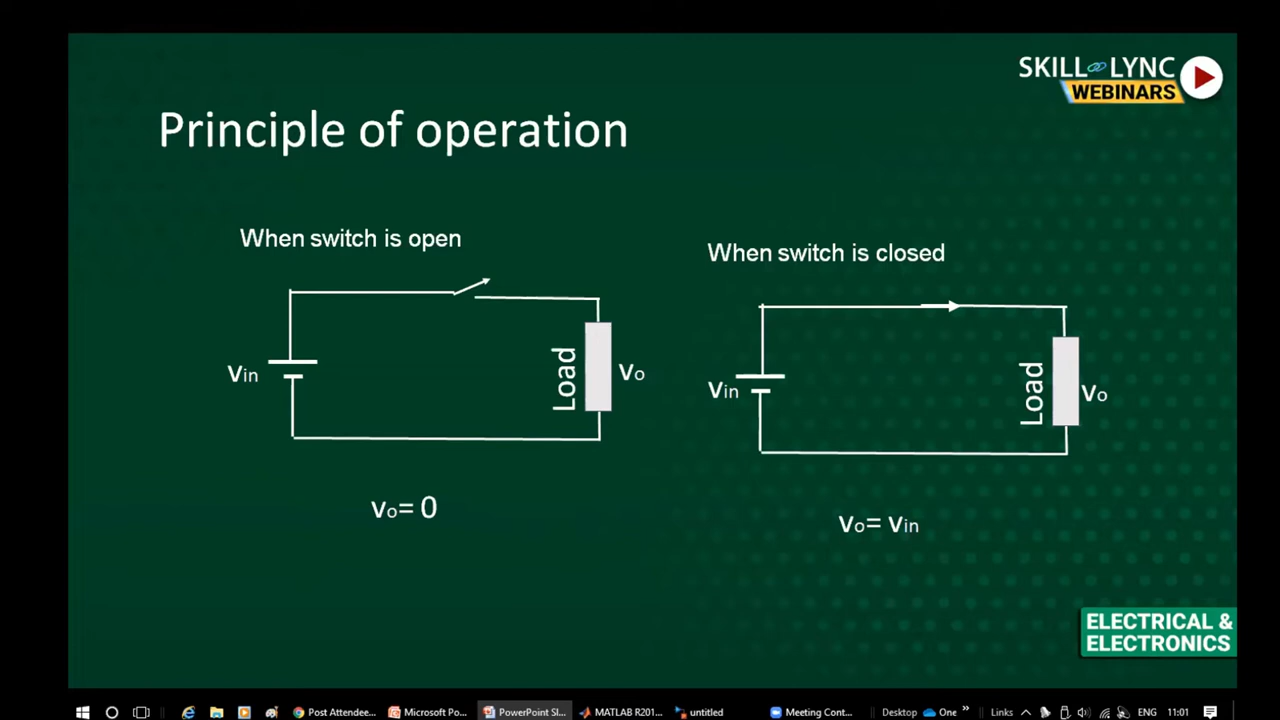 SKILL LYNC
WEBINARS
Principle of operation
When switch is open
When switch is closed
Vin
Load
Vo
Vin
Load
Vo
Vo= 0
Vo= Vin
ELECTRICAL &
ELECTRONICS
Post Attendee...
Microsoft Po...
PowerPoint Sl...
MATLAB R201...
untitled
Meeting Cont...
Desktop
One
»
Links
»
ENG
11:01